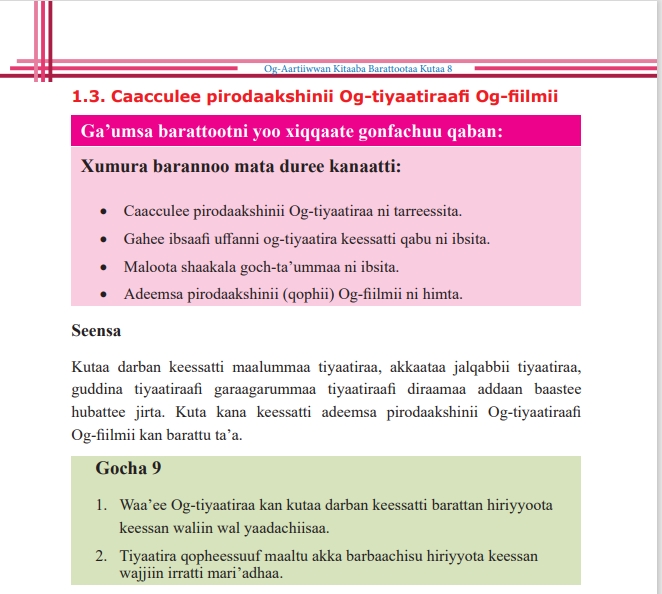 Og-Aartiiwwan Kitaaba Barattootaa Kutaa 8
1.3. Caacculee pirodaakshinii Og-tiyaatiraafi Og-fiilmii
Ga’umsa barattootni yoo xiqqaate gonfachuu qaban:
Xumura barannoo mata duree kanaatti:
• Caacculee pirodaakshinii Og-tiyaatiraa ni tarreessita.
• Gahee ibsaafi uffanni og-tiyaatira keessatti qabu ni ibsita.
• Maloota shaakala goch-ta’ummaa ni ibsita.
• Adeemsa pirodaakshinii (qophii) Og-fiilmii ni himta.
Seensa
Kutaa darban keessatti maalummaa tiyaatiraa, akkaataa jalqabbii tiyaatiraa,
guddina tiyaatiraafi garaagarummaa tiyaatiraafi diraamaa addaan baastee
hubattee jirta. Kuta kana keessatti adeemsa pirodaakshinii Og-tiyaatiraafi
Og-fiilmii kan barattu ta’a.
Gocha 9
1. Waa’ee Og-tiyaatiraa kan kutaa darban keessatti barattan hiriyyoota
keessan waliin wal yaadachiisaa.
2. Tiyaatira qopheessuuf maaltu akka barbaachisu hiriyyota keessan
wajjiin irratti mari’adhaa.